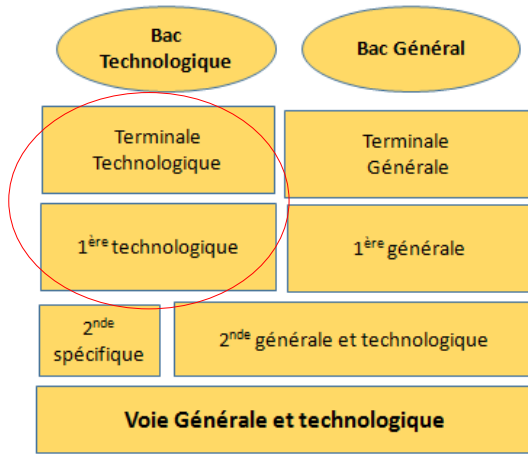 Bac
Technologique
Bac Général
Terminale
Technologique
Terminale
Générale
1ère technologique
1ère générale
2nde
spécifique
2nde générale et technologique
Voie Générale et technologique